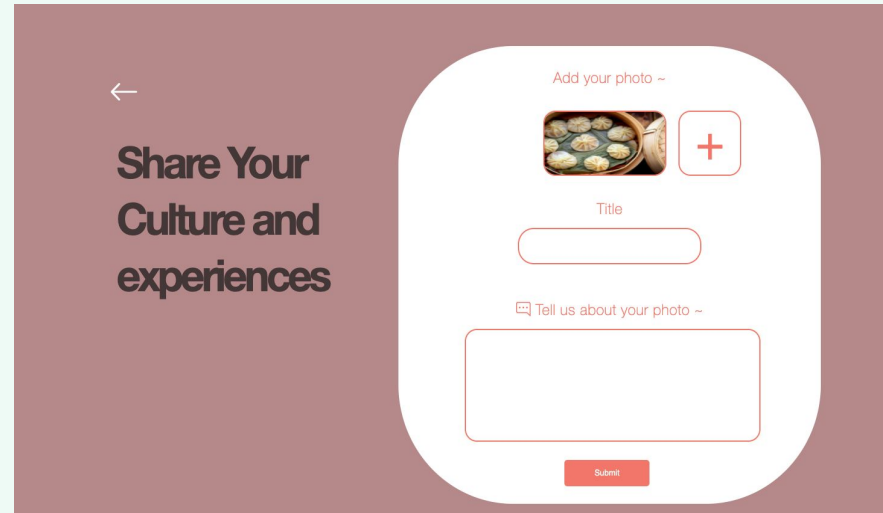 Share Your
Culture and
experiences
Add your photo ~
Title
Tell us about your photo ~
Submit